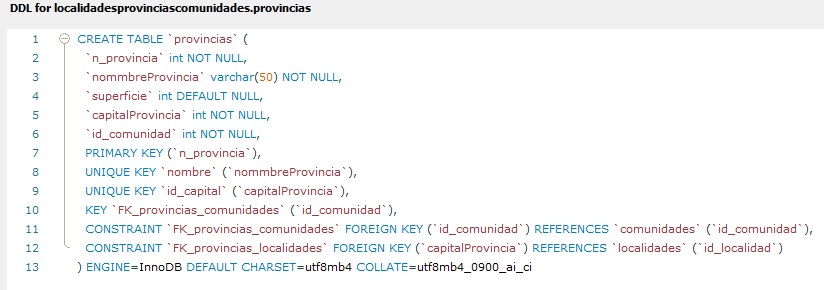 DDL for localidadesprovinciascomunidades.provincias
1 CREATE TABLE `provincias` (
2 `n_provincia` int NOT NULL,
3 `nommbreProvincia` varchar(50) NOT NULL,
4 `superficie` int DEFAULT NULL,
5 `capitalProvincia` int NOT NULL,
6 `id_comunidad` int NOT NULL,
7 PRIMARY KEY (`n_provincia`),
8 UNIQUE KEY `nombre` (`nommbreProvincia`),
9 UNIQUE KEY `id_capital` (`capitalProvincia`),
10 KEY `FK_provincias_comunidades` (`id_comunidad`),
11 CONSTRAINT `FK_provincias_comunidades` FOREIGN KEY (`id_comunidad`) REFERENCES `comunidades` (`id_comunidad`),
12 CONSTRAINT `FK_provincias_localidades` FOREIGN KEY (`capitalProvincia`) REFERENCES `localidades` (`id_localidad`)
13 ) ENGINE=InnoDB DEFAULT CHARSET=utf8mb4 COLLATE=utf8mb4_0900_ai_ci